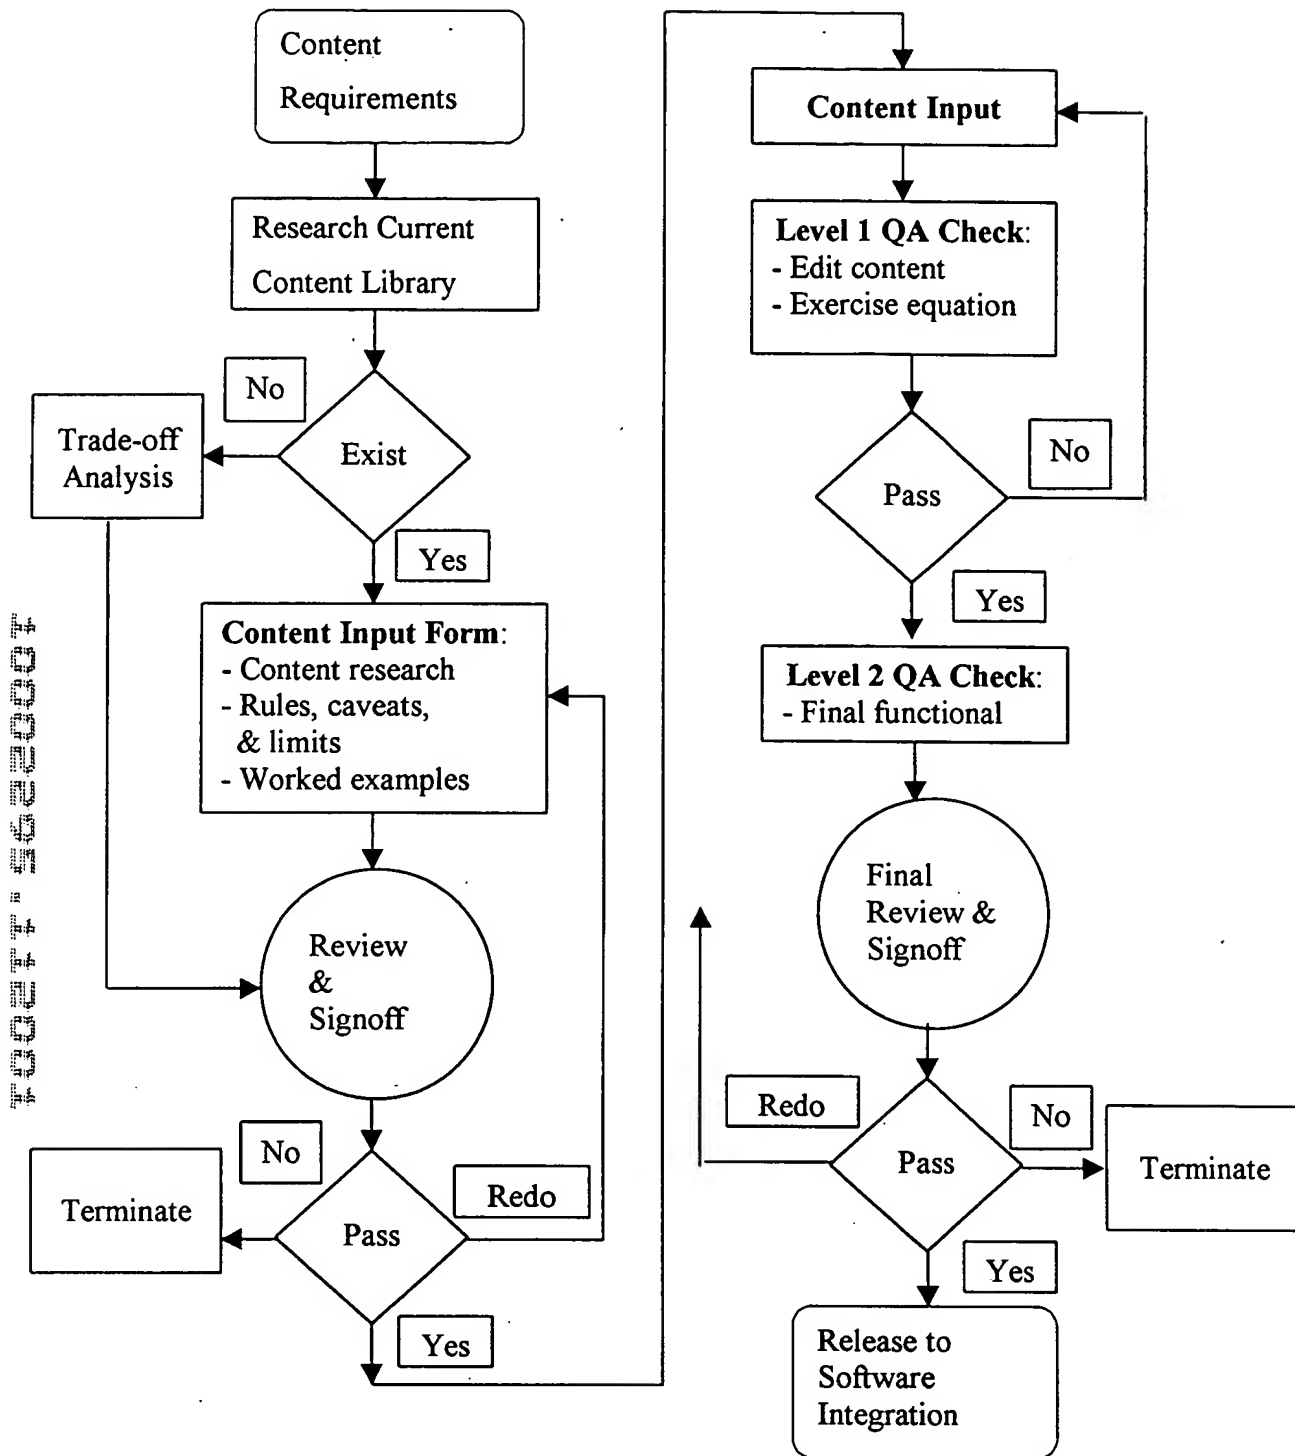 Content
Requirements
Research Current
Content Library
No
Exist
Trade-off
Analysis
Yes
Content Input Form:
- Content research
- Rules, caveats,
& limits
- Worked examples
Review
&
Signoff
No
Terminate
Pass
Redo
Yes
Content Input
Level 1 QA Check:
- Edit content
- Exercise equation
No
Pass
Yes
Level 2 QA Check:
- Final functional
Final
Review &
Signoff
Redo
No
Pass
Terminate
Yes
Release to
Software
Integration